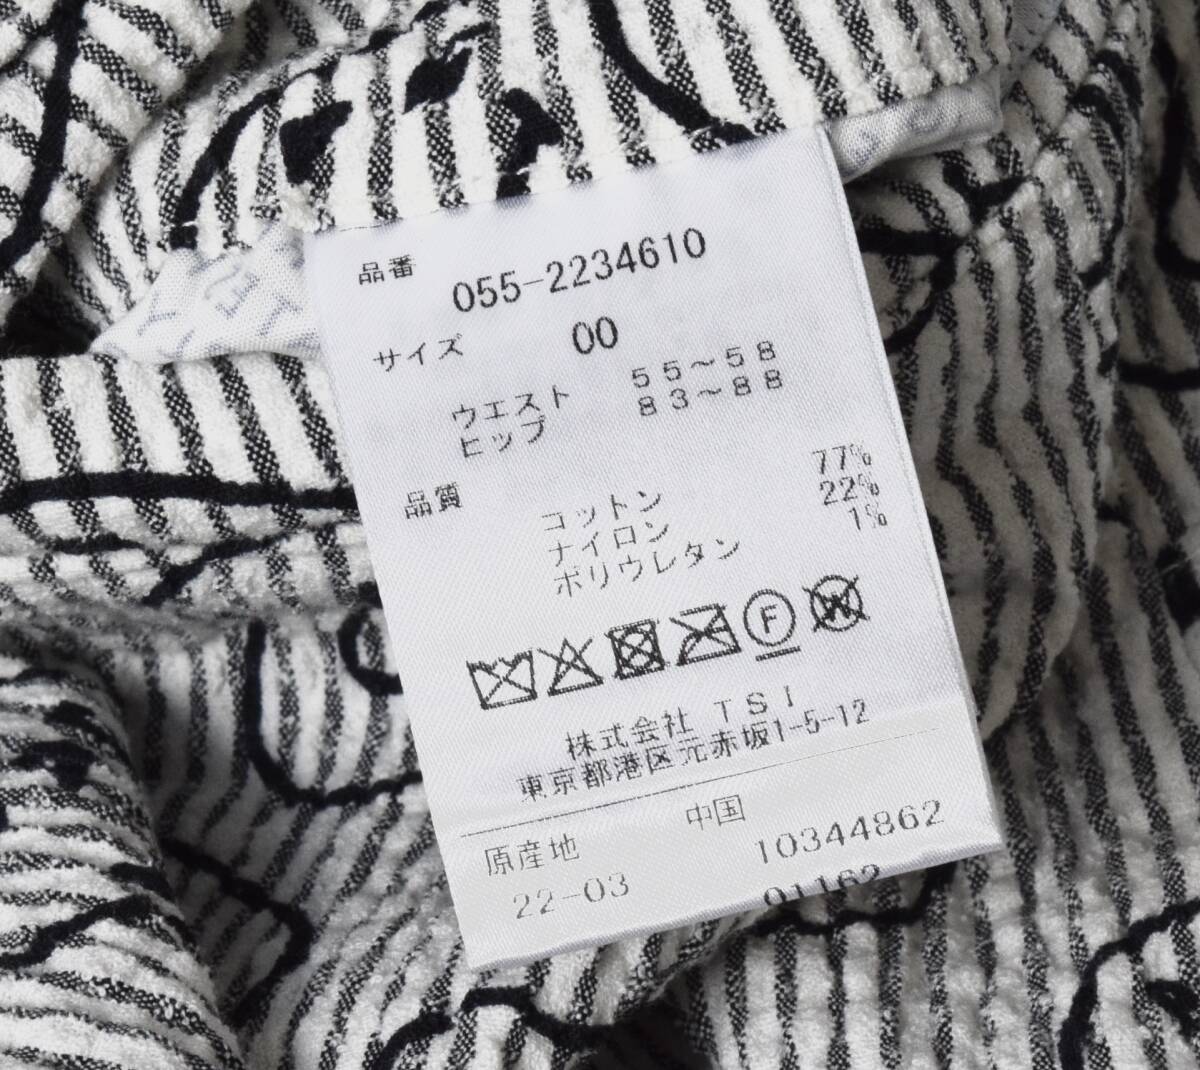 品番 055-2234610
サイズ 00
ウエスト 55～58
ヒップ 83～88
品質
コットン 77%
ナイロン 22%
ポリウレタン 1%
F
W
株式会社 TSI
東京都港区元赤坂1-5-12
原産地 中国
22-03 10344862
01162